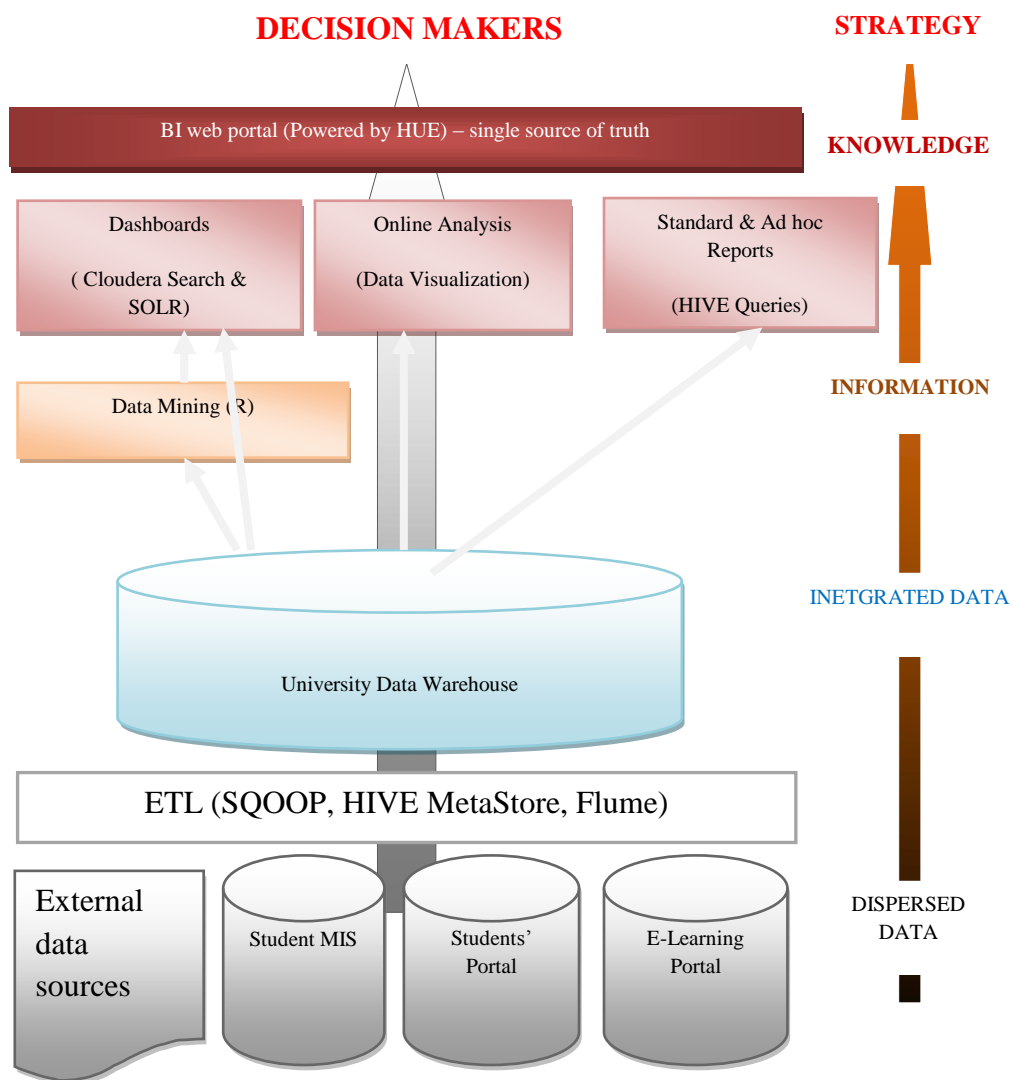 DECISION MAKERS
STRATEGY
BI web portal (Powered by HUE) – single source of truth
KNOWLEDGE
Dashboards
( Cloudera Search &
SOLR)
Online Analysis
(Data Visualization)
Standard & Ad hoc
Reports
(HIVE Queries)
INFORMATION
Data Mining (R)
INETGRATED DATA
University Data Warehouse
ETL (SQOOP, HIVE MetaStore, Flume)
External
data
sources
Student MIS
Students’
Portal
E-Learning
Portal
DISPERSED
DATA